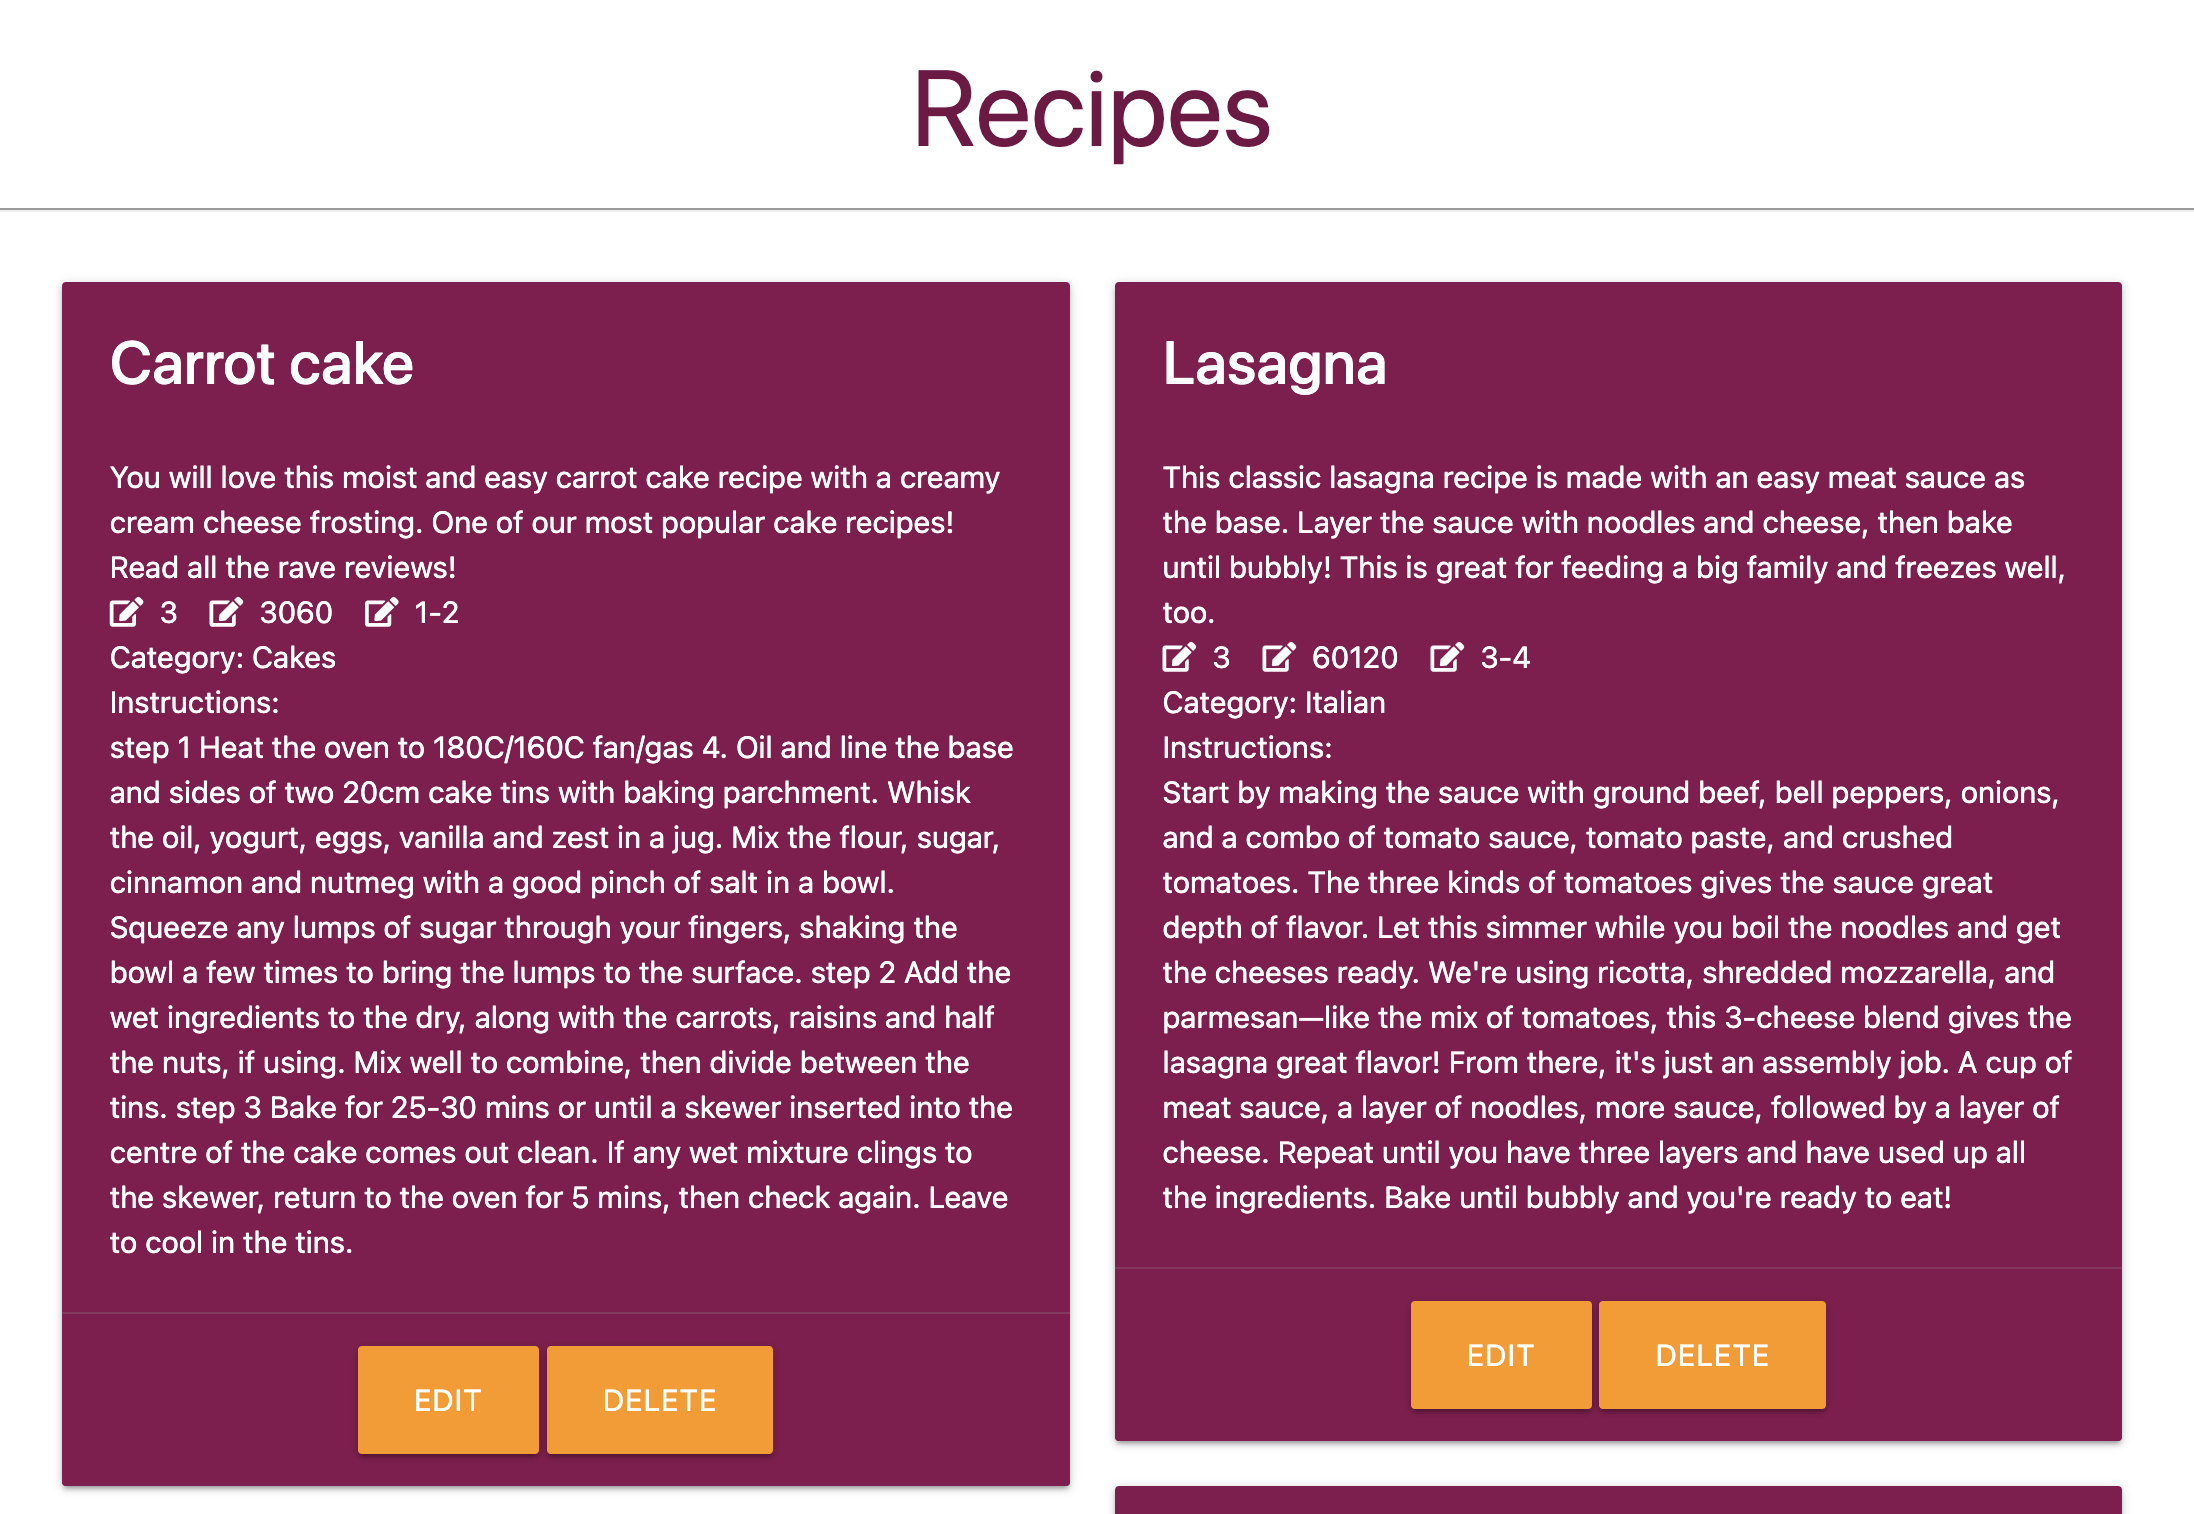 Recipes
Carrot cake
You will love this moist and easy carrot cake recipe with a creamy
cream cheese frosting. One of our most popular cake recipes!
Read all the rave reviews!
3 3060 1-2
Category: Cakes
Instructions:
step 1 Heat the oven to 180C/160C fan/gas 4. Oil and line the base
and sides of two 20cm cake tins with baking parchment. Whisk
the oil, yogurt, eggs, vanilla and zest in a jug. Mix the flour, sugar,
cinnamon and nutmeg with a good pinch of salt in a bowl.
Squeeze any lumps of sugar through your fingers, shaking the
bowl a few times to bring the lumps to the surface. step 2 Add the
wet ingredients to the dry, along with the carrots, raisins and half
the nuts, if using. Mix well to combine, then divide between the
tins. step 3 Bake for 25-30 mins or until a skewer inserted into the
centre of the cake comes out clean. If any wet mixture clings to
the skewer, return to the oven for 5 mins, then check again. Leave
to cool in the tins.
EDIT DELETE
Lasagna
This classic lasagna recipe is made with an easy meat sauce as
the base. Layer the sauce with noodles and cheese, then bake
until bubbly! This is great for feeding a big family and freezes well,
too.
3 60120 3-4
Category: Italian
Instructions:
Start by making the sauce with ground beef, bell peppers, onions,
and a combo of tomato sauce, tomato paste, and crushed
tomatoes. The three kinds of tomatoes gives the sauce great
depth of flavor. Let this simmer while you boil the noodles and get
the cheeses ready. We're using ricotta, shredded mozzarella, and
parmesan—like the mix of tomatoes, this 3-cheese blend gives the
lasagna great flavor! From there, it's just an assembly job. A cup of
meat sauce, a layer of noodles, more sauce, followed by a layer of
cheese. Repeat until you have three layers and have used up all
the ingredients. Bake until bubbly and you're ready to eat!
EDIT DELETE